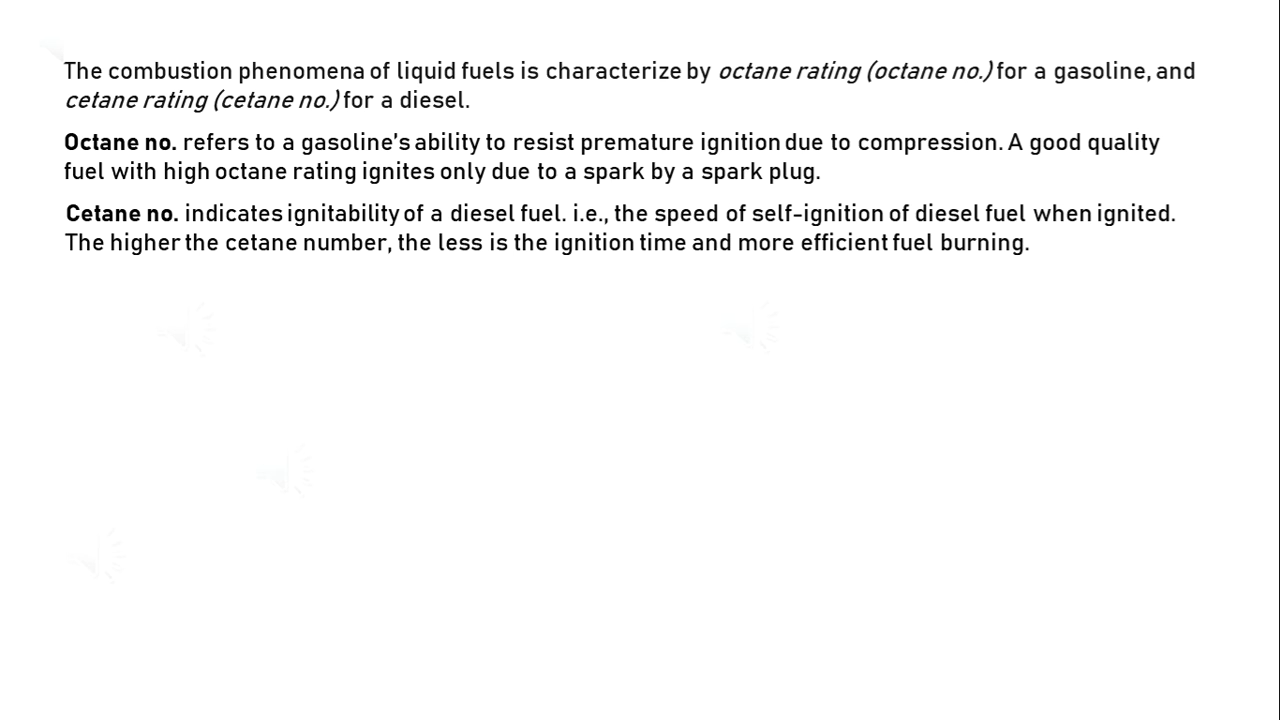 The combustion phenomena of liquid fuels is characterize by octane rating (octane no.) for a gasoline, and
cetane rating (cetane no.) for a diesel.
Octane no. refers to a gasoline's ability to resist premature ignition due to compression. A good quality
fuel with high octane rating ignites only due to a spark by a spark plug.
Cetane no. indicates ignitability of a diesel fuel. i.e., the speed of self-ignition of diesel fuel when ignited.
The higher the cetane number, the less is the ignition time and more efficient fuel burning.